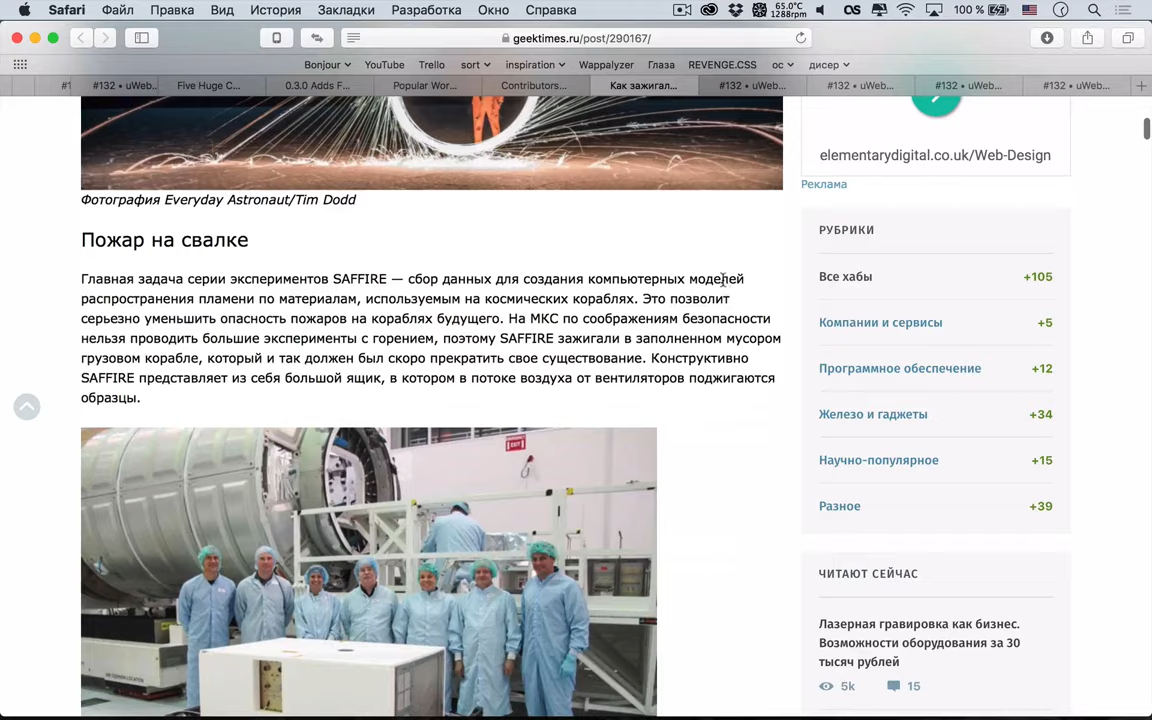 Safari Файл Правка Вид История Закладки Разработка Окно Справка 65.0°C 1288rpm 100 %
geektimes.ru/post/290167/
Bonjour YouTube Trello sort inspiration Wappalyzer Глаза REVENGE.CSS ос дисер
#1 #132 • uWeb... Five Huge C... 0.3.0 Adds F... Popular Wor... Contributors... Как зажигал... #132 • uWeb... #132 • uWeb... #132 • uWeb... #132 • uWeb...
elementarydigital.co.uk/Web-Design
Реклама
Фотография Everyday Astronaut/Tim Dodd
Пожар на свалке
Главная задача серии экспериментов SAFFIRE — сбор данных для создания компьютерных моделей
распространения пламени по материалам, используемым на космических кораблях. Это позволит
серьезно уменьшить опасность пожаров на кораблях будущего. На МКС по соображениям безопасности
нельзя проводить большие эксперименты с горением, поэтому SAFFIRE зажигали в заполненном мусором
грузовом корабле, который и так должен был скоро прекратить свое существование. Конструктивно
SAFFIRE представляет из себя большой ящик, в котором в потоке воздуха от вентиляторов поджигаются
образцы.
EXIT
РУБРИКИ
Все хабы +105
Компании и сервисы +5
Программное обеспечение +12
Железо и гаджеты +34
Научно-популярное +15
Разное +39
ЧИТАЮТ СЕЙЧАС
Лазерная гравировка как бизнес.
Возможности оборудования за 30
тысяч рублей
5k 15